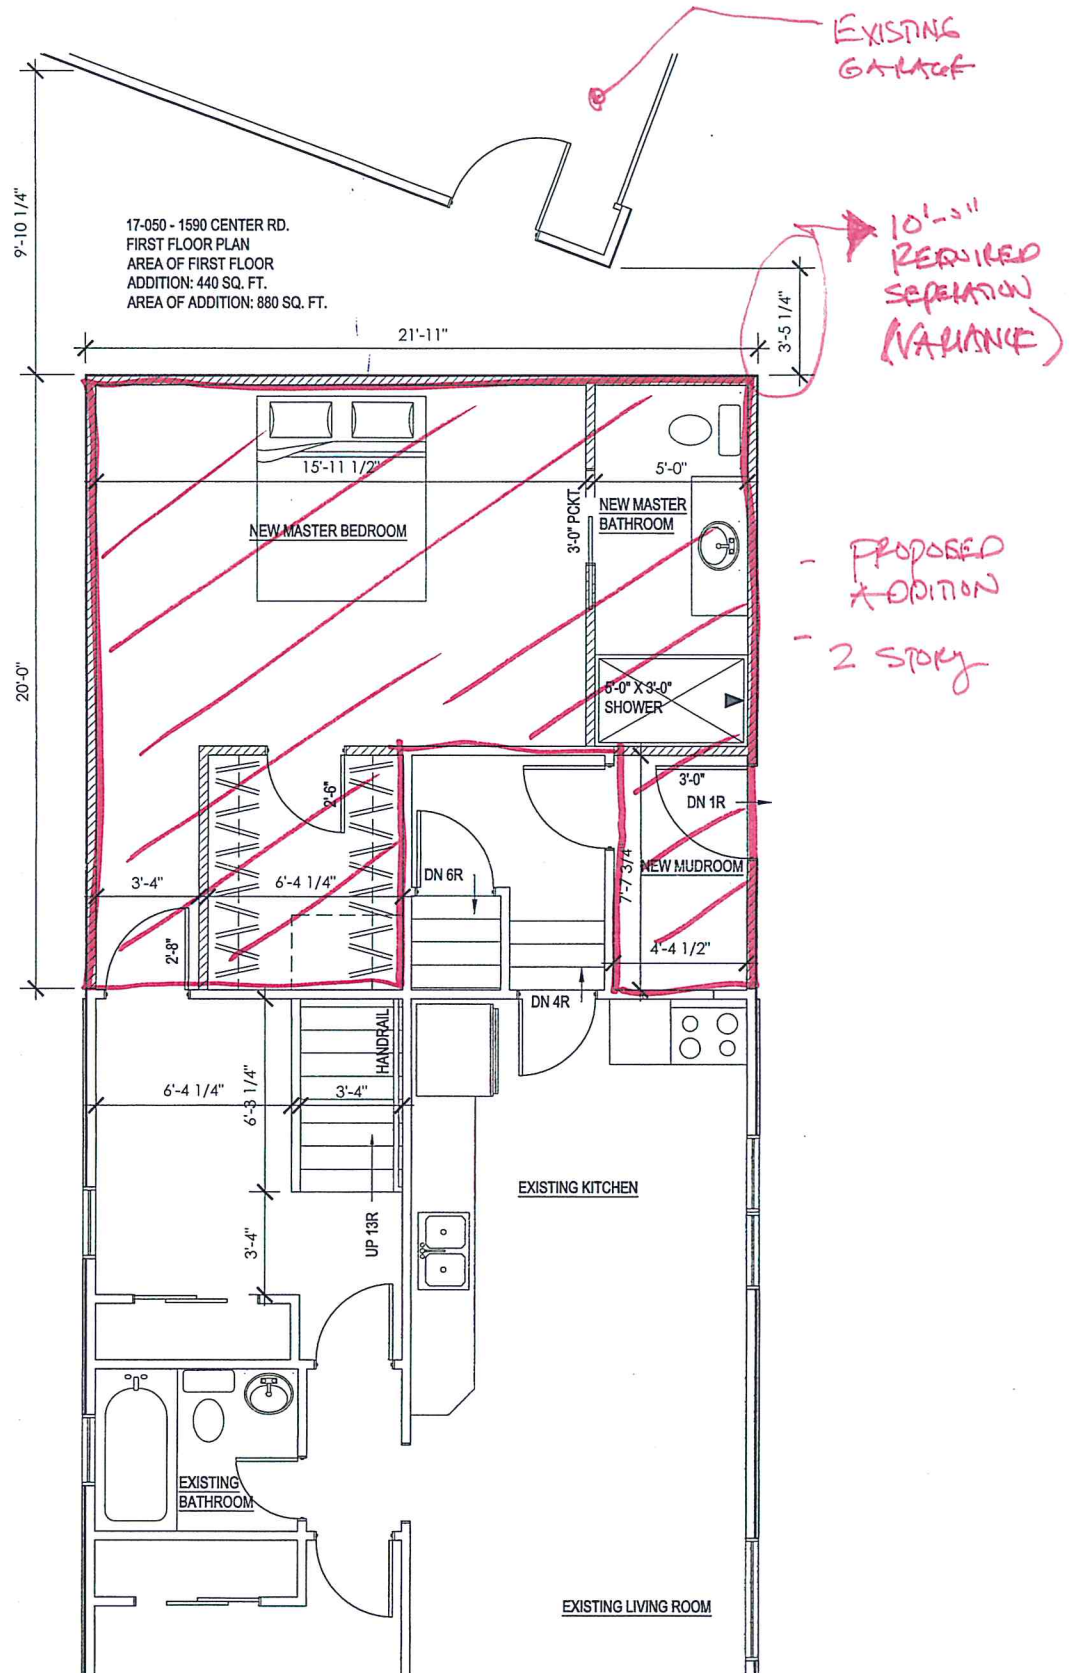 EXISTING
GARAGE
9'-10 1/4"
17-050 - 1590 CENTER RD.
FIRST FLOOR PLAN
AREA OF FIRST FLOOR
ADDITION: 440 SQ. FT.
AREA OF ADDITION: 880 SQ. FT.
10'-0"
REQUIRED
SEPERATION
(VARIANCE)
21'-11"
3'-5 1/4"
15'-11 1/2"
5'-0"
NEW MASTER BEDROOM
3'-0" PCKT
NEW MASTER
BATHROOM
- PROPOSED
ADDITION
- 2 STORY
20'-0"
5'-0" X 3'-0"
SHOWER
2'-6"
3'-0"
DN 1R
3'-4"
6'-4 1/4"
DN 6R
7'-7 3/4"
NEW MUDROOM
2'-8"
4'-4 1/2"
DN 4R
HANDRAIL
6'-4 1/4"
6'-3 1/4"
3'-4"
EXISTING KITCHEN
3'-4"
UP 13R
EXISTING
BATHROOM
EXISTING LIVING ROOM